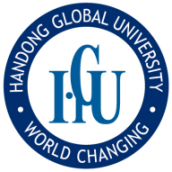 HANDONG GLOBAL UNIVERSITY
HGU
· WORLD CHANGING ·